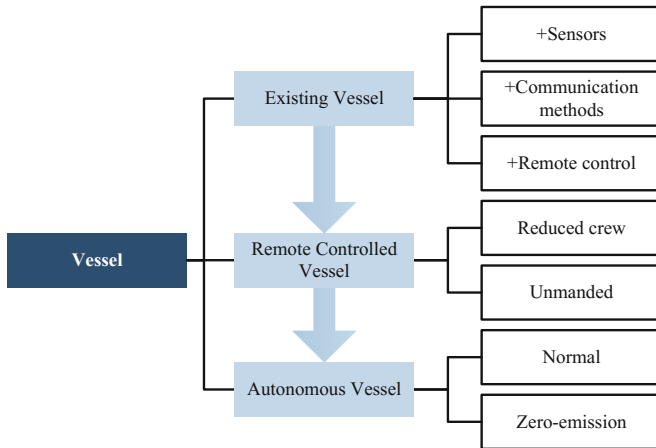 Vessel
Existing Vessel
+Sensors
+Communication
methods
+Remote control
Remote Controlled
Vessel
Reduced crew
Unmanded
Autonomous Vessel
Normal
Zero-emission